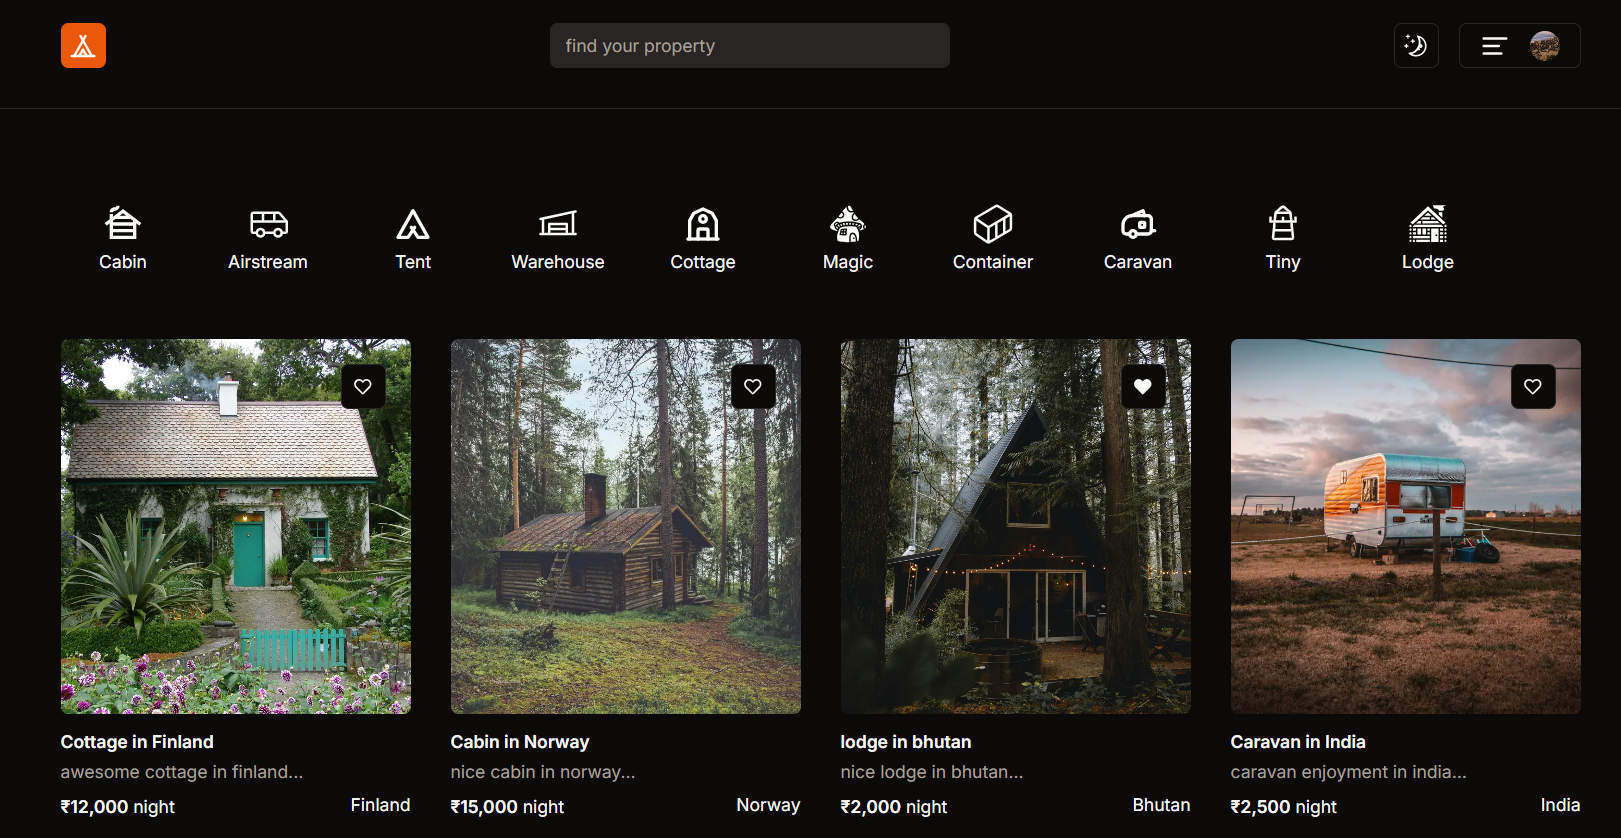 find your property
Cabin
Airstream
Tent
Warehouse
Cottage
Magic
Container
Caravan
Tiny
Lodge
Cottage in Finland
awesome cottage in finland...
₹12,000 night
Finland
Cabin in Norway
nice cabin in norway...
₹15,000 night
Norway
lodge in bhutan
nice lodge in bhutan...
₹2,000 night
Bhutan
Caravan in India
caravan enjoyment in india...
₹2,500 night
India